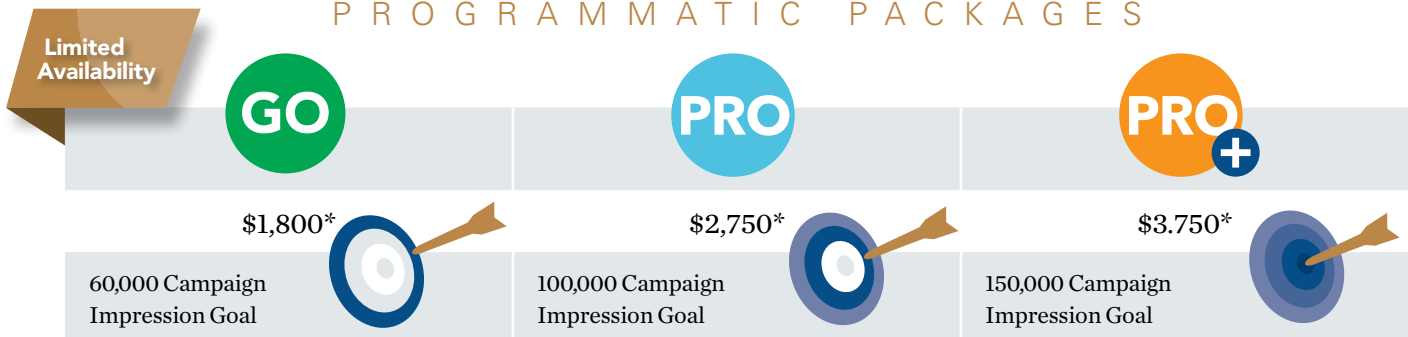 PROGRAMMATIC PACKAGES
Limited
Availability
GO
PRO
PRO
+
$1,800*
$2,750*
$3.750*
60,000 Campaign
Impression Goal
100,000 Campaign
Impression Goal
150,000 Campaign
Impression Goal